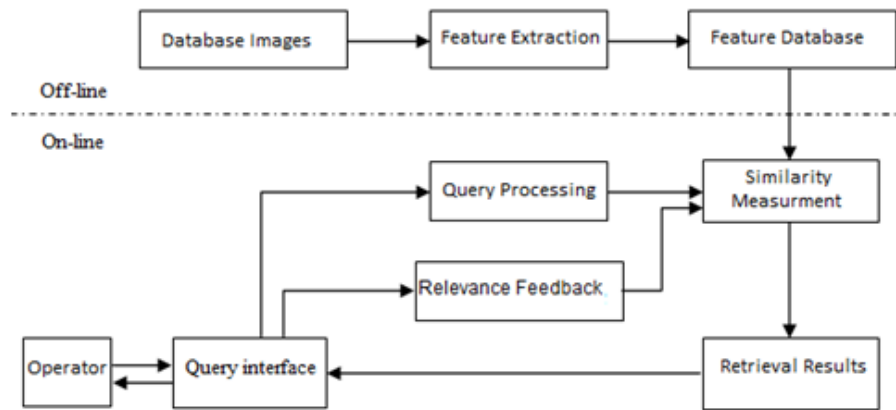 Database Images
Feature Extraction
Feature Database
Off-line
On-line
Query Processing
Similarity
Measurment
Relevance Feedback
Operator
Query interface
Retrieval Results